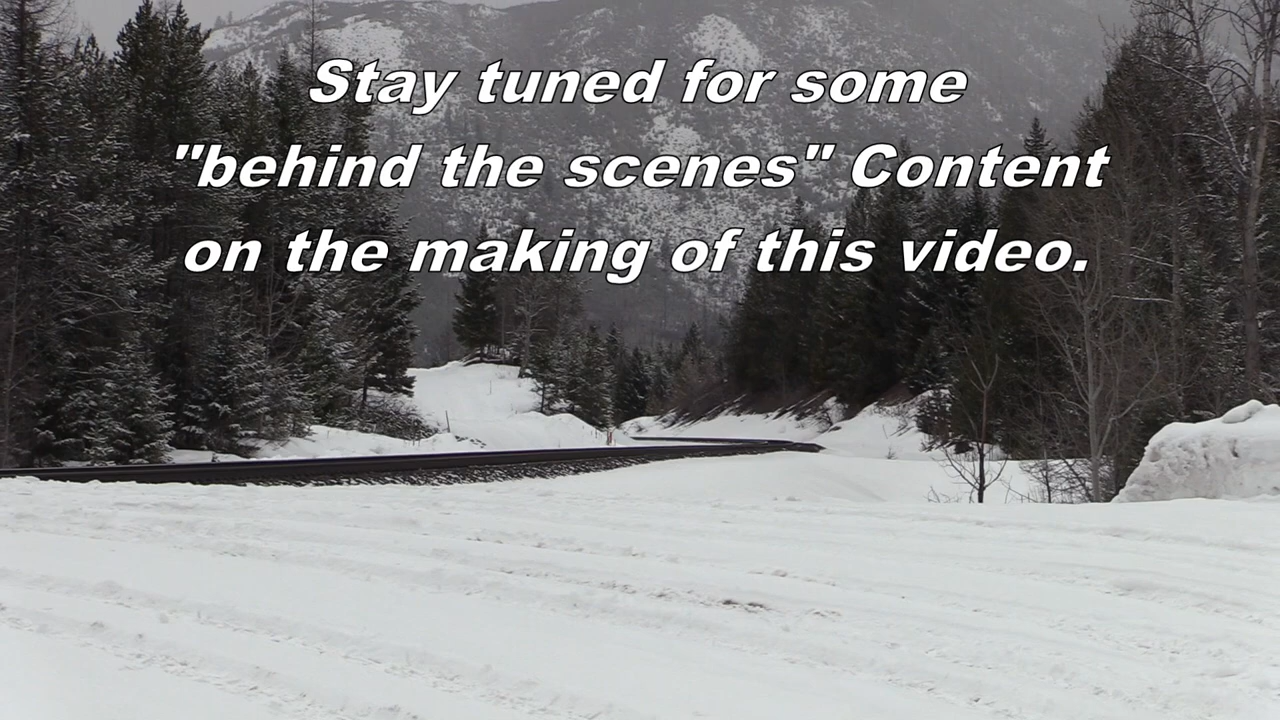 Stay tuned for some
"behind the scenes" Content
on the making of this video.